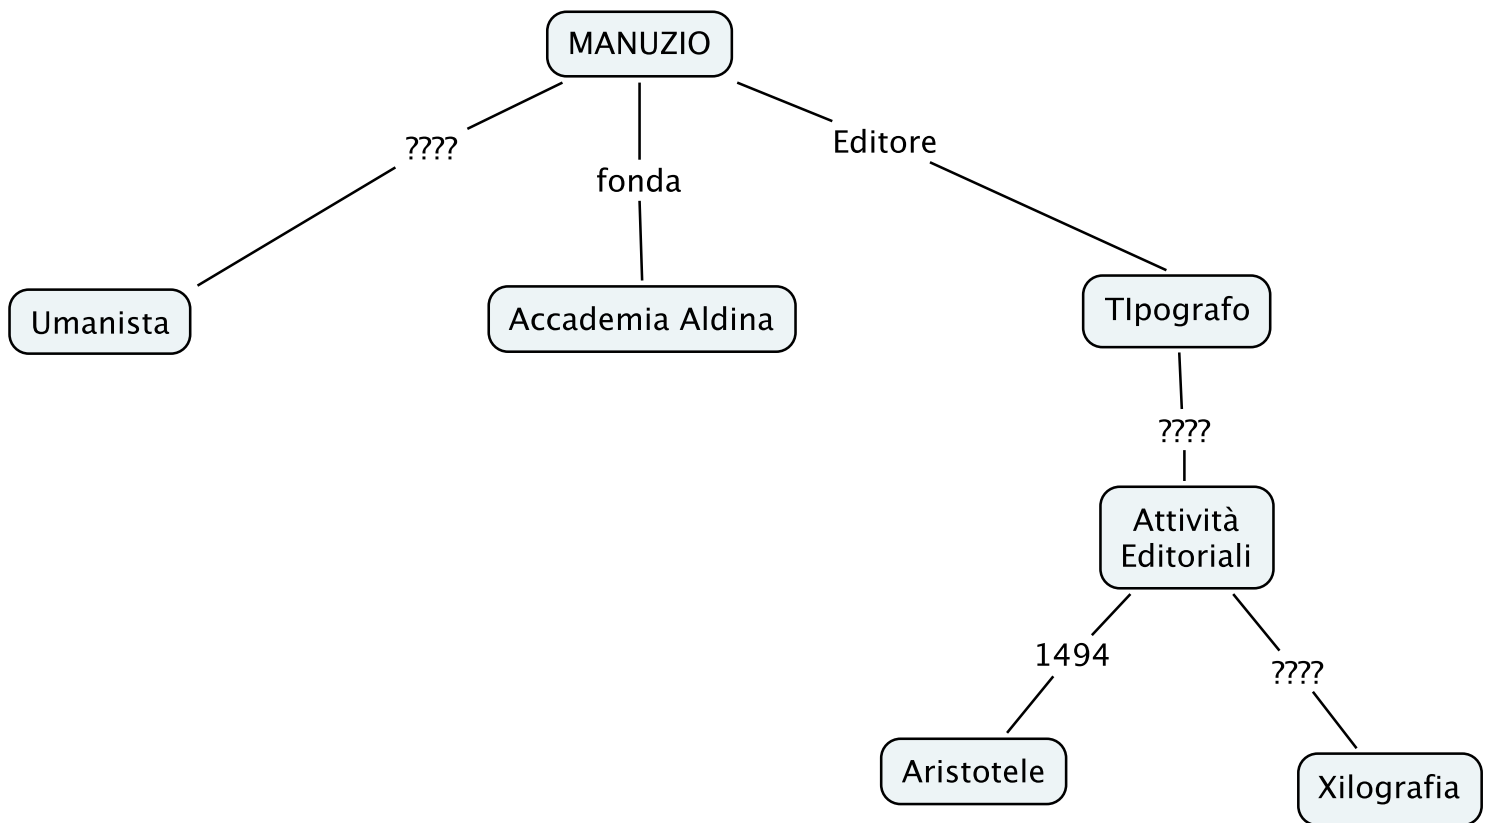 MANUZIO
????
fonda
Editore
Umanista
Accademia Aldina
TIpografo
????
Attività
Editoriali
1494
????
Aristotele
Xilografia